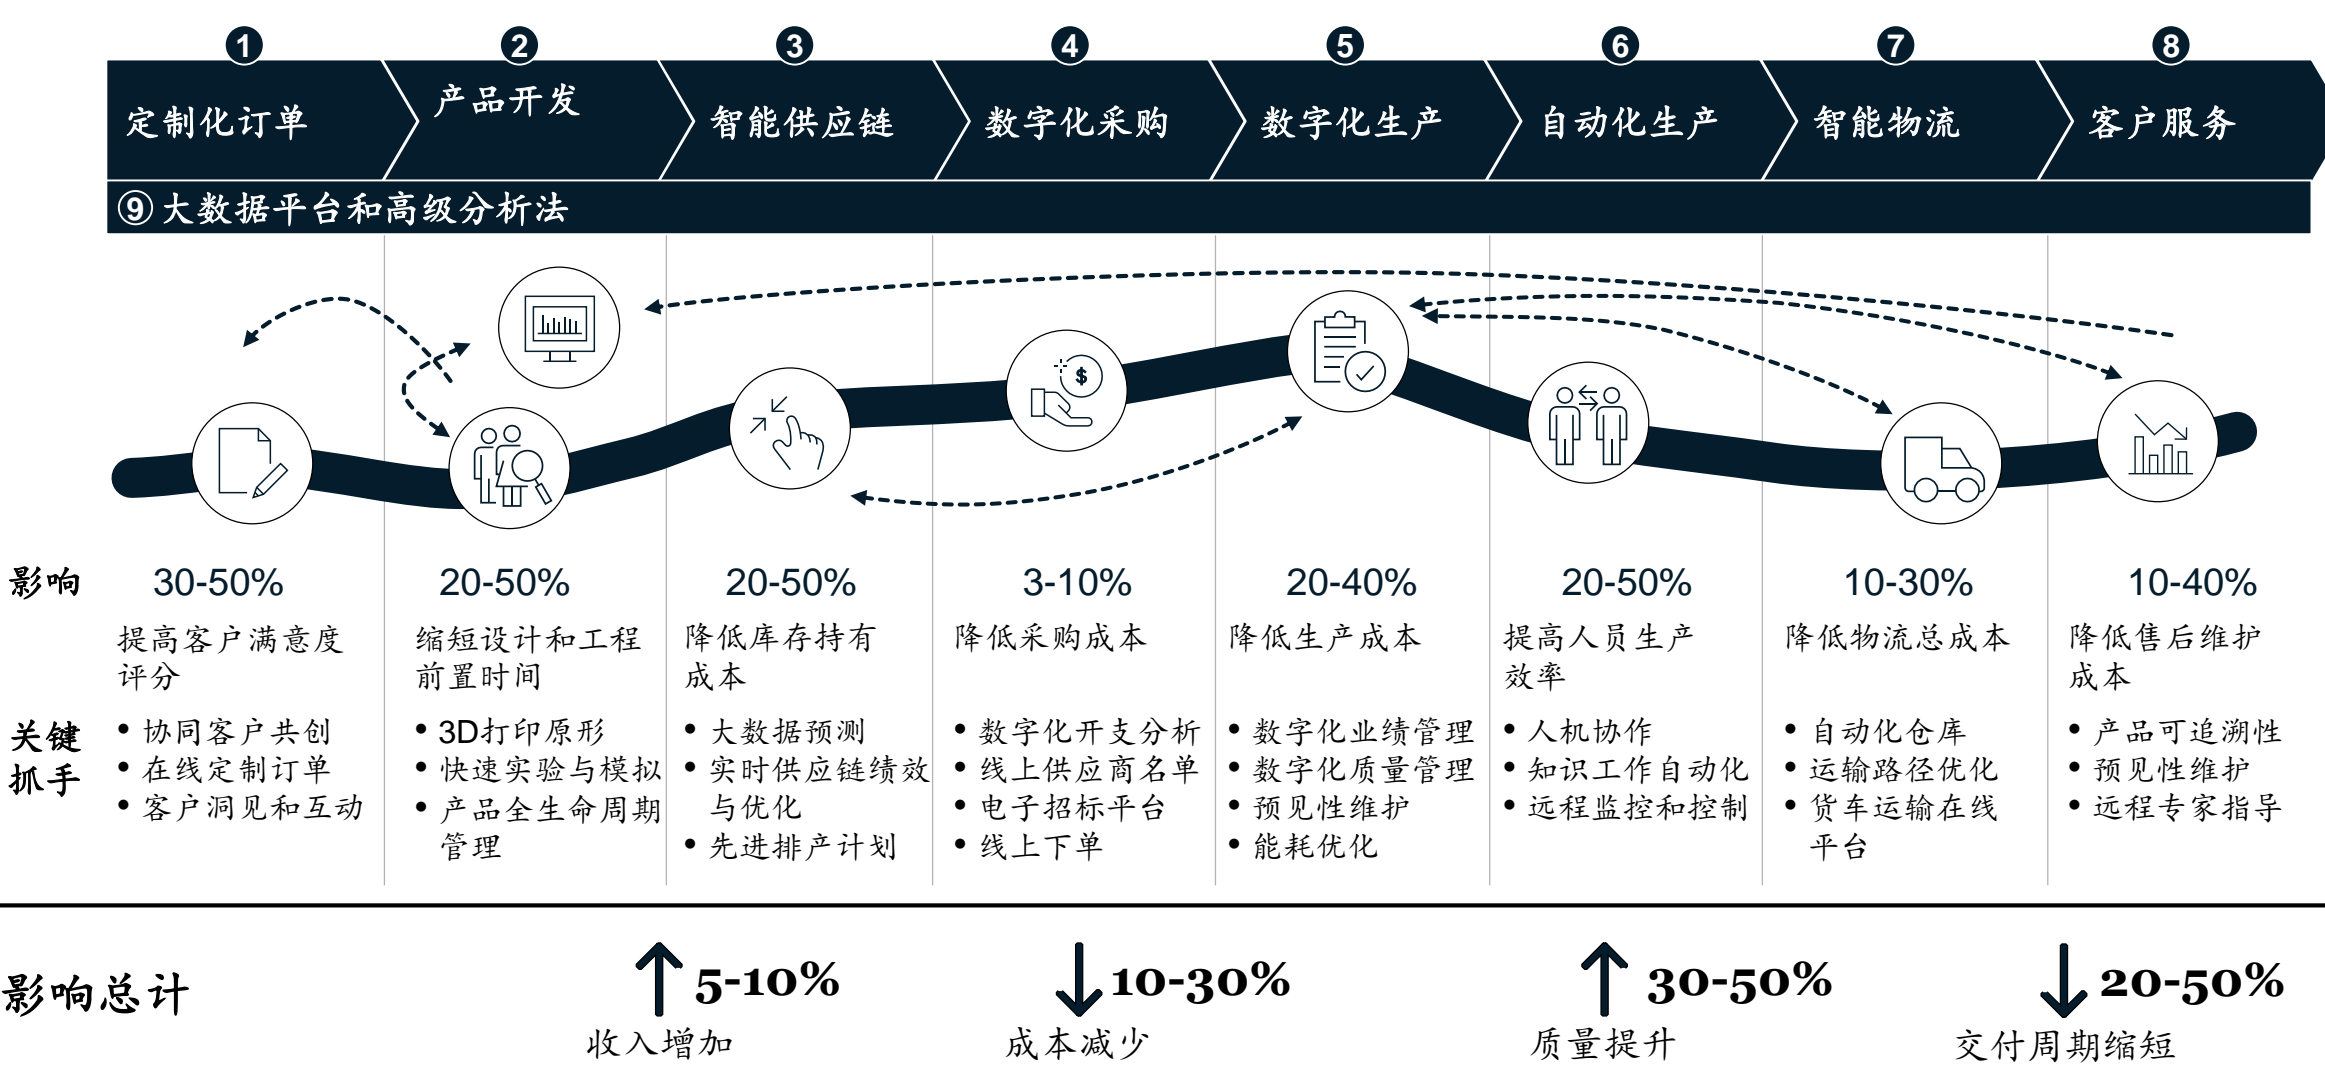 1 2 3 4 5 6 7 8
定制化订单 产品开发 智能供应链 数字化采购 数字化生产 自动化生产 智能物流 客户服务
9 大数据平台和高级分析法
$
影响
30-50%
提高客户满意度
评分
20-50%
缩短设计和工程
前置时间
20-50%
降低库存持有
成本
3-10%
降低采购成本
20-40%
降低生产成本
20-50%
提高人员生产
效率
10-30%
降低物流总成本
10-40%
降低售后维护
成本
关键
抓手
• 协同客户共创
• 在线定制订单
• 客户洞见和互动
• 3D打印原形
• 快速实验与模拟
• 产品全生命周期
管理
• 大数据预测
• 实时供应链绩效
与优化
• 先进排产计划
• 数字化开支分析
• 线上供应商名单
• 电子招标平台
• 线上下单
• 数字化业绩管理
• 数字化质量管理
• 预见性维护
• 能耗优化
• 人机协作
• 知识工作自动化
• 远程监控和控制
• 自动化仓库
• 运输路径优化
• 货车运输在线
平台
• 产品可追溯性
• 预见性维护
• 远程专家指导
影响总计
5-10%
收入增加
10-30%
成本减少
30-50%
质量提升
20-50%
交付周期缩短